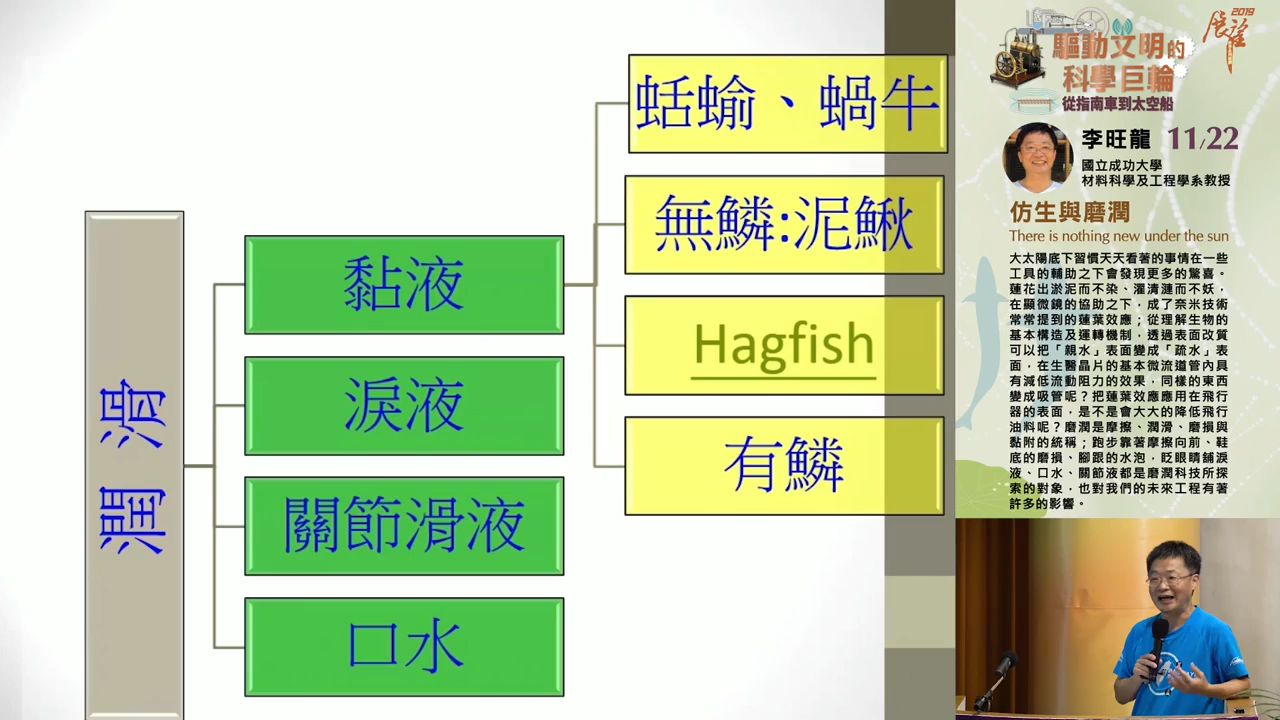 潤滑
黏液
淚液
關節滑液
口水
蛞蝓、蝸牛
無鱗:泥鰍
Hagfish
有鱗
2019
展望
驅動文明的
科學巨輪
從指南車到太空船
李旺龍 11/22
國立成功大學
材料科學及工程學系教授
仿生與磨潤
There is nothing new under the sun
大太陽底下習慣天天看著的事情在一些
工具的輔助之下會發現更多的驚喜。
蓮花出淤泥而不染、濯清漣而不妖，
在顯微鏡的協助之下，成了奈米技術
常常提到的蓮葉效應；從理解生物的
基本構造及運轉機制，透過表面改質
可以把「親水」表面變成「疏水」表
面，在生醫晶片的基本微流道管內具
有減低流動阻力的效果，同樣的東西
變成吸管呢？把蓮葉效應應用在飛行
器的表面，是不是會大大的降低飛行
油料呢？磨潤是摩擦、潤滑、磨損與
黏附的統稱；跑步靠著摩擦向前、鞋
底的磨損、腳跟的水泡，眨眼睛舖淚
液、口水、關節液都是磨潤科技所探
索的對象，也對我們的未來工程有著
許多的影響。